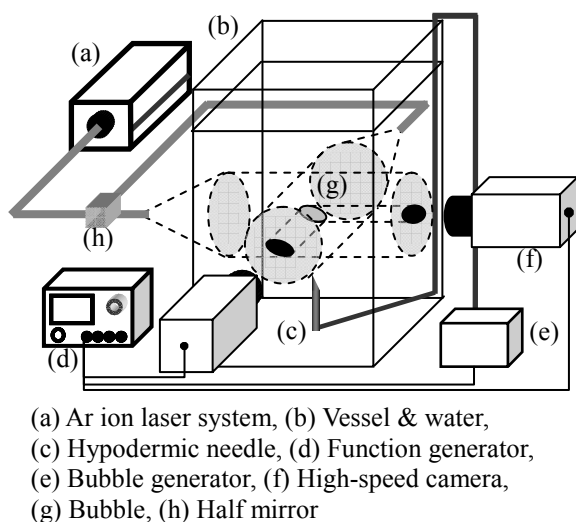 (a)
(b)
(g)
(h)
(f)
(c)
(d)
(e)
(a) Ar ion laser system, (b) Vessel & water,
(c) Hypodermic needle, (d) Function generator,
(e) Bubble generator, (f) High-speed camera,
(g) Bubble, (h) Half mirror